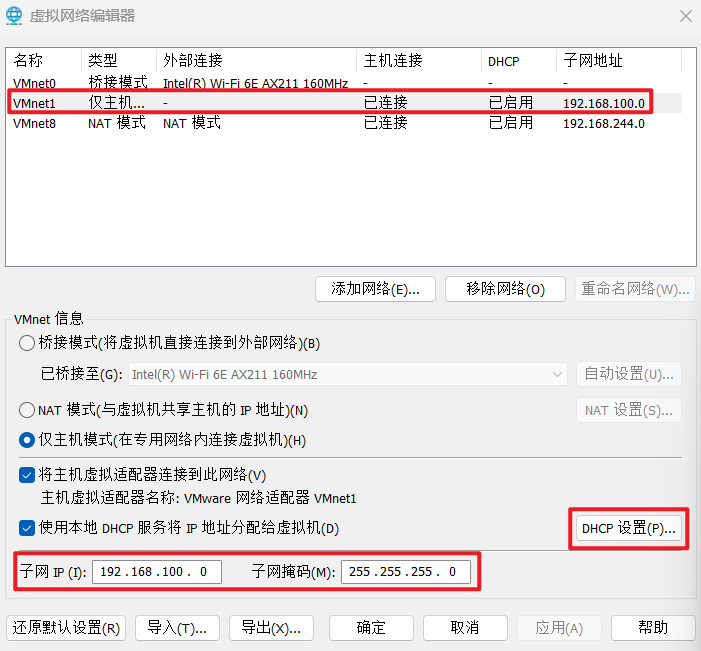 虚拟网络编辑器
名称 类型 外部连接 主机连接 DHCP 子网地址
VMnet0 桥接模式 Intel(R) Wi-Fi 6E AX211 160MHz - - -
VMnet1 仅主机... - 已连接 已启用 192.168.100.0
VMnet8 NAT 模式 NAT 模式 已连接 已启用 192.168.244.0
添加网络(E)... 移除网络(O) 重命名网络(W)...
VMnet 信息
桥接模式(将虚拟机直接连接到外部网络)(B)
已桥接至(G): Intel(R) Wi-Fi 6E AX211 160MHz 自动设置(U)...
NAT 模式(与虚拟机共享主机的 IP 地址)(N) NAT 设置(S)...
仅主机模式(在专用网络内连接虚拟机)(H)
将主机虚拟适配器连接到此网络(V)
主机虚拟适配器名称: VMware 网络适配器 VMnet1
使用本地 DHCP 服务将 IP 地址分配给虚拟机(D) DHCP 设置(P)...
子网 IP (I): 192 . 168 . 100 . 0 子网掩码(M): 255 . 255 . 255 . 0
还原默认设置(R) 导入(T)... 导出(X)... 确定 取消 应用(A) 帮助